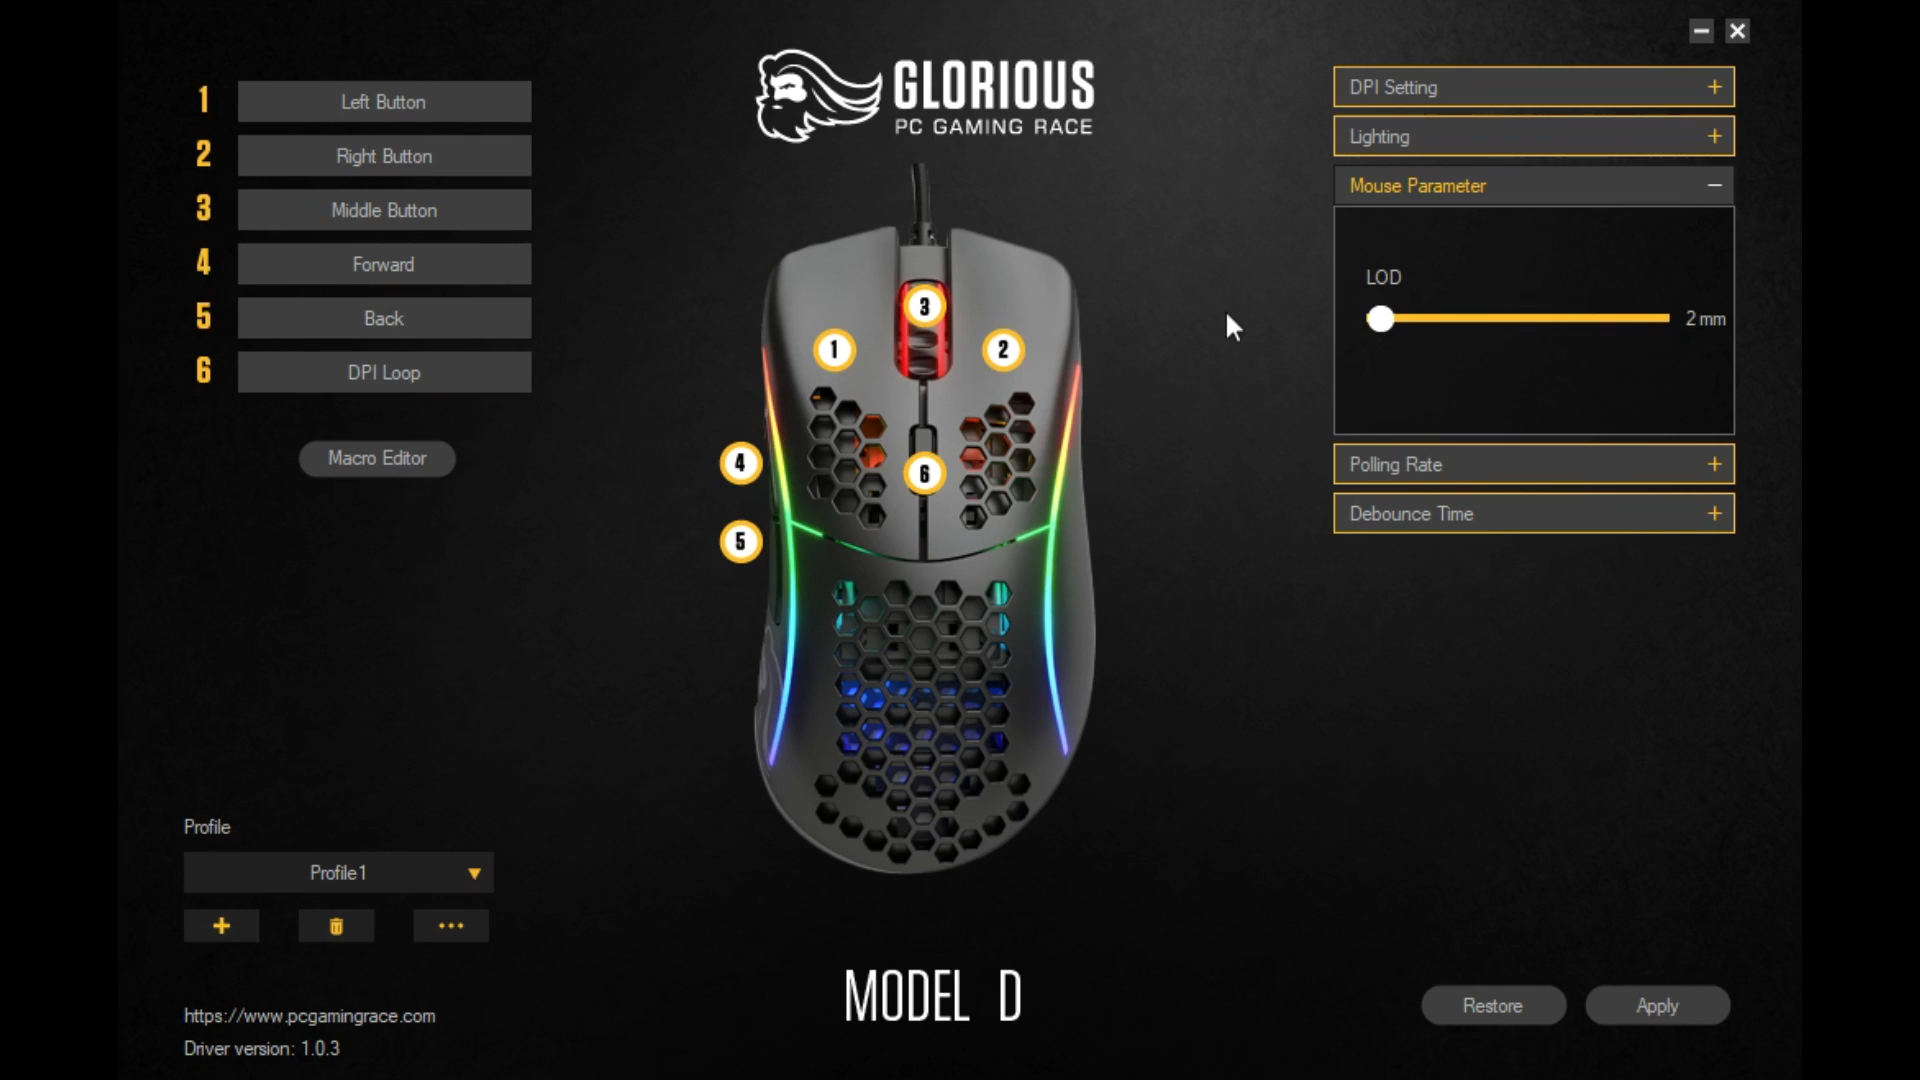 1 Left Button
2 Right Button
3 Middle Button
4 Forward
5 Back
6 DPI Loop
Macro Editor
GLORIOUS
PC GAMING RACE
3
1
2
4
6
5
MODEL D
DPI Setting +
Lighting +
Mouse Parameter −
LOD
2 mm
Polling Rate +
Debounce Time +
Profile
Profile1
https://www.pcgamingrace.com
Driver version: 1.0.3
Restore
Apply